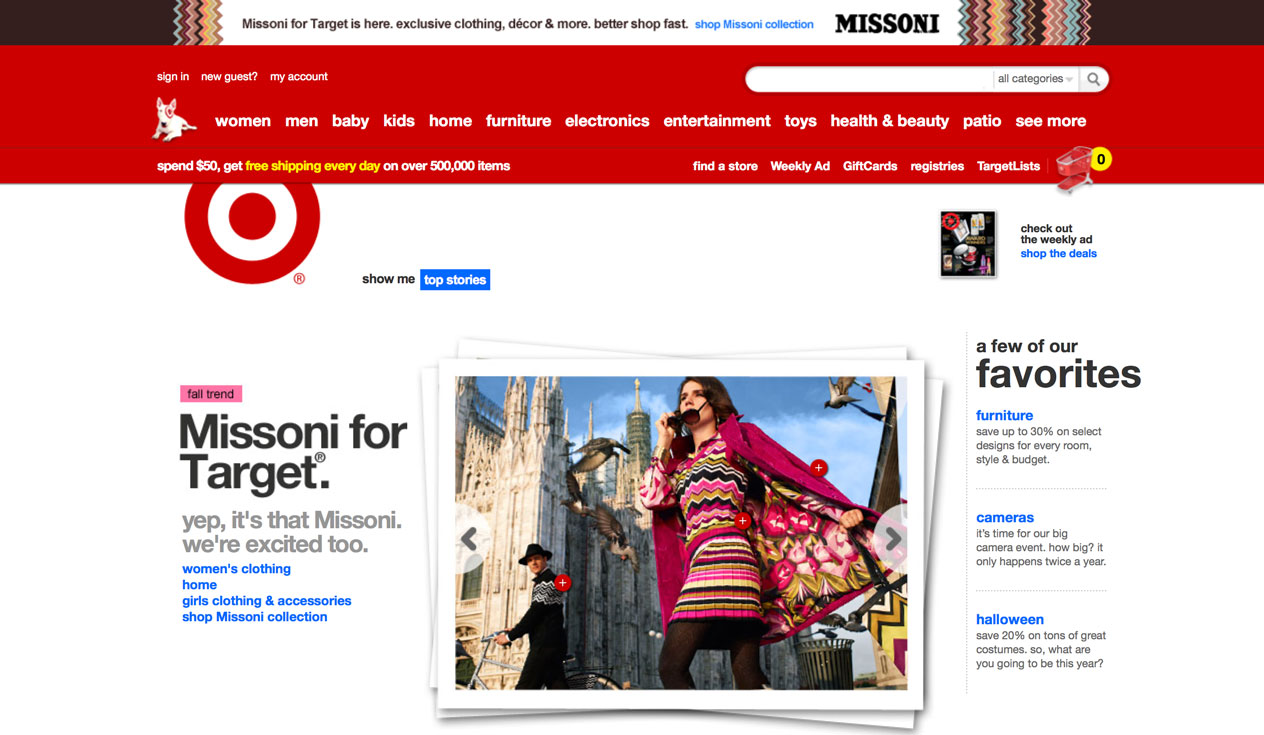 Missoni for Target is here. exclusive clothing, décor & more. better shop fast. shop Missoni collection MISSONI
sign in new guest? my account
all categories
women men baby kids home furniture electronics entertainment toys health & beauty patio see more
spend $50, get free shipping every day on over 500,000 items
find a store Weekly Ad GiftCards registries TargetLists 0
®
show me top stories
check out
the weekly ad
shop the deals
fall trend
Missoni for
Target®.
yep, it's that Missoni.
we're excited too.
women's clothing
home
girls clothing & accessories
shop Missoni collection
a few of our
favorites
furniture
save up to 30% on select
designs for every room,
style & budget.
cameras
it's time for our big
camera event. how big? it
only happens twice a year.
halloween
save 20% on tons of great
costumes. so, what are
you going to be this year?